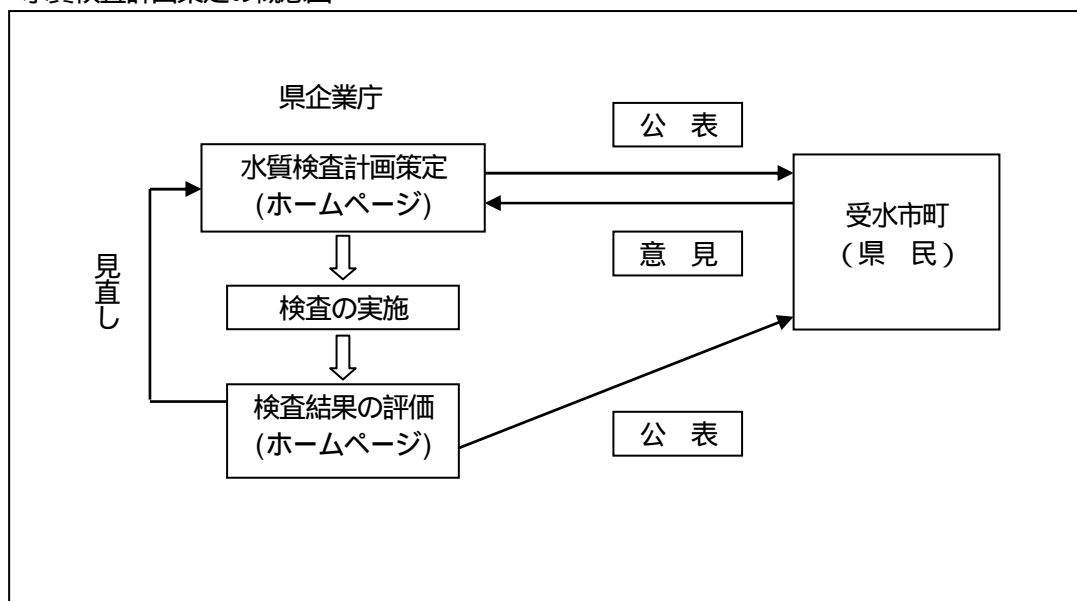 県企業庁
公 表
水質検査計画策定
(ホームページ)
受水市町
(県 民)
意 見
見直し
検査の実施
検査結果の評価
(ホームページ)
公 表